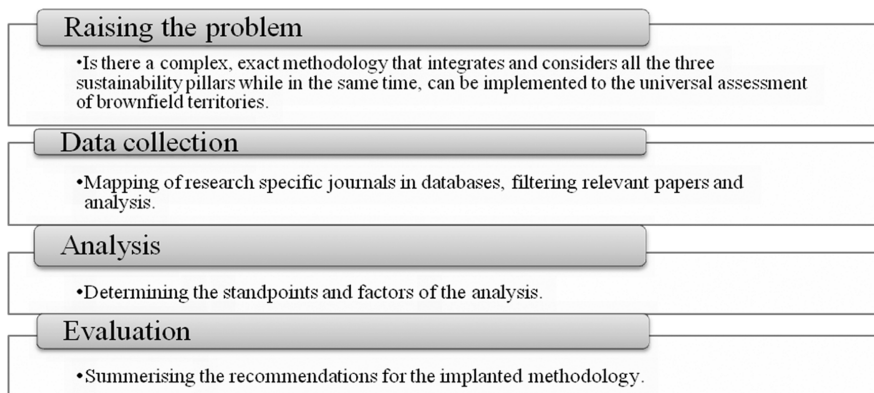 Raising the problem
•Is there a complex, exact methodology that integrates and considers all the three
sustainability pillars while in the same time, can be implemented to the universal assessment
of brownfield territories.
Data collection
•Mapping of research specific journals in databases, filtering relevant papers and
analysis.
Analysis
•Determining the standpoints and factors of the analysis.
Evaluation
•Summerising the recommendations for the implanted methodology.